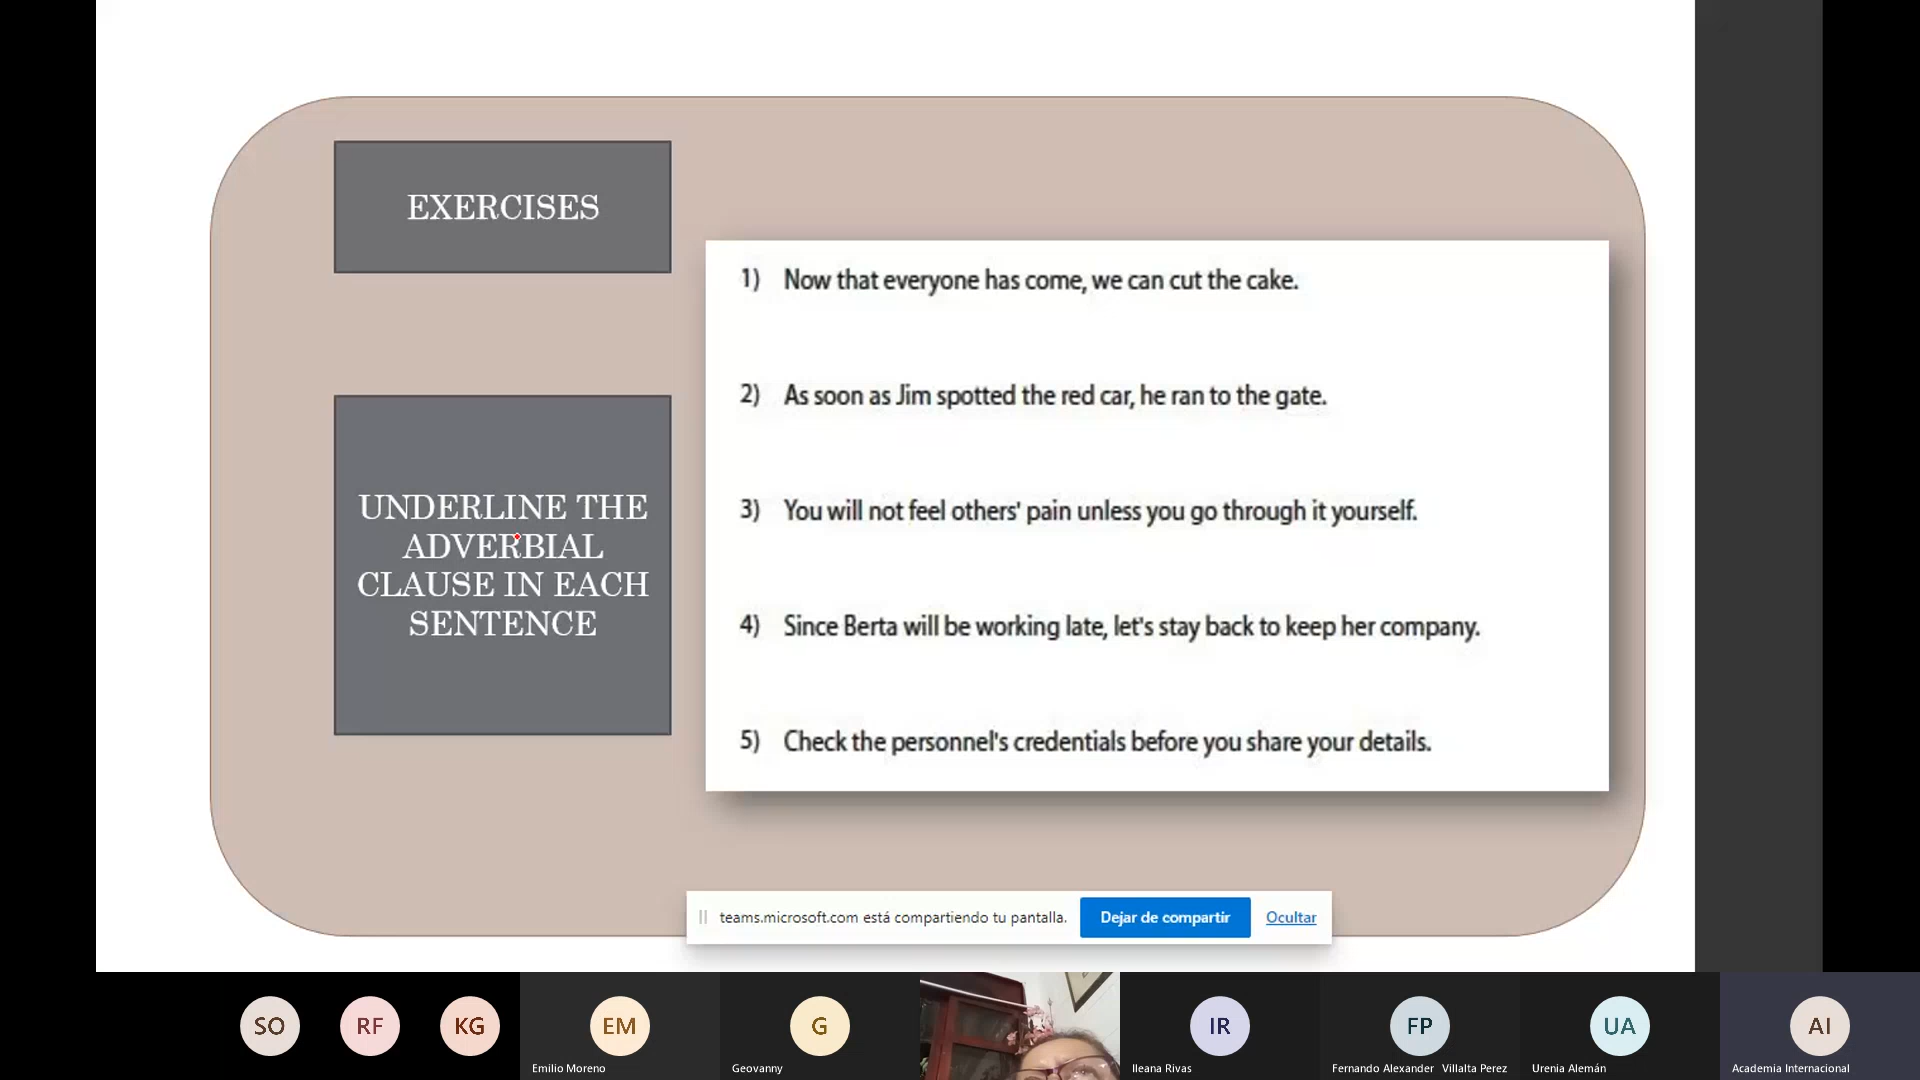 EXERCISES
UNDERLINE THE
ADVERBIAL
CLAUSE IN EACH
SENTENCE
1) Now that everyone has come, we can cut the cake.
2) As soon as Jim spotted the red car, he ran to the gate.
3) You will not feel others' pain unless you go through it yourself.
4) Since Berta will be working late, let's stay back to keep her company.
5) Check the personnel's credentials before you share your details.
teams.microsoft.com está compartiendo tu pantalla. Dejar de compartir Ocultar
SO RF KG EM G IR FP UA AI
Emilio Moreno Geovanny Ileana Rivas Fernando Alexander Villalta Perez Urenia Alemán Academia Internacional